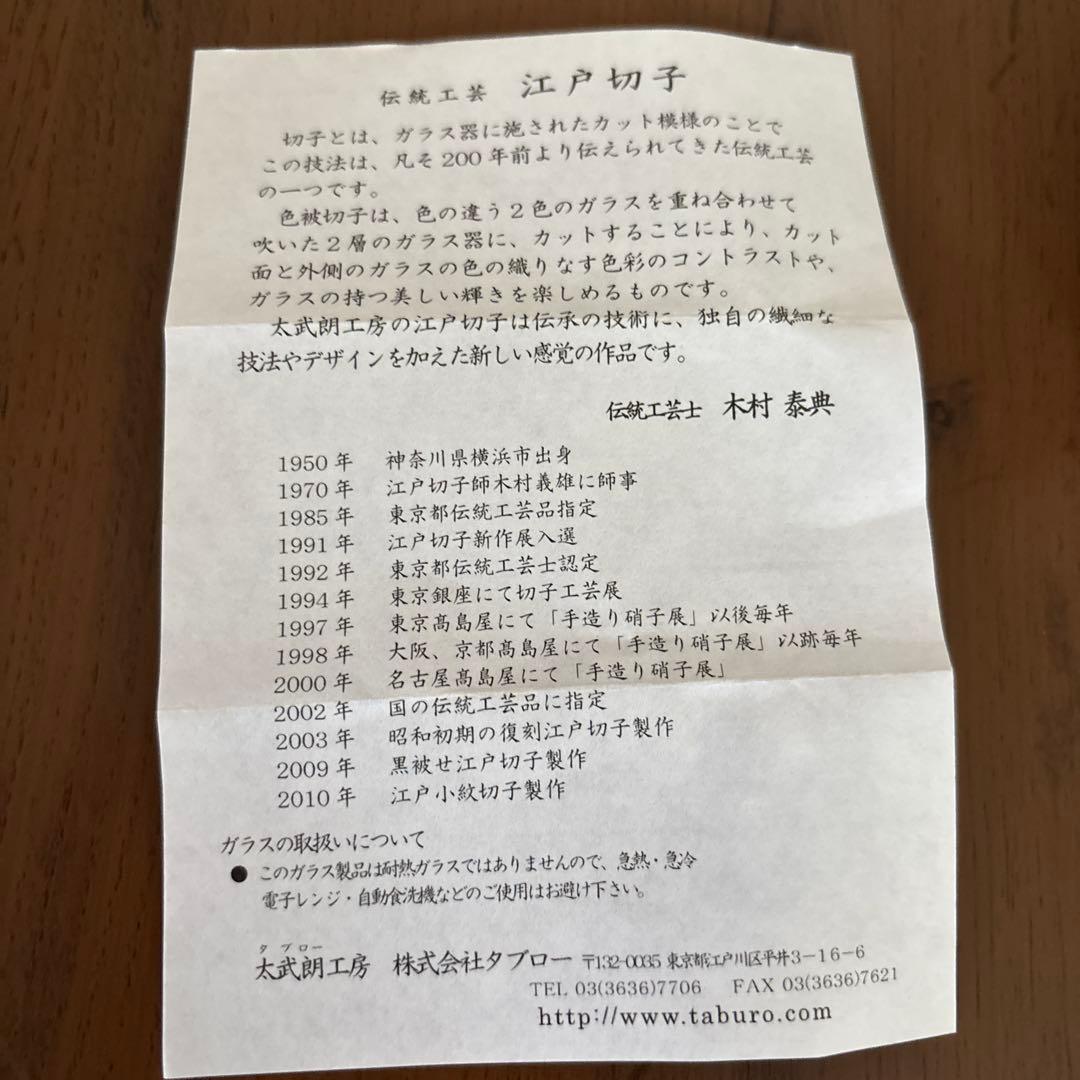 伝統工芸 江戸切子
切子とは、ガラス器に施されたカット模様のことで
この技法は、凡そ200年前より伝えられてきた伝統工芸
の一つです。
色被切子は、色の違う2色のガラスを重ね合わせて
吹いた2層のガラス器に、カットすることにより、カット
面と外側のガラスの色の織りなす色彩のコントラストや、
ガラスの持つ美しい輝きを楽しめるものです。
太武朗工房の江戸切子は伝承の技術に、独自の繊細な
技法やデザインを加えた新しい感覚の作品です。
伝統工芸士 木村 泰典
1950年 神奈川県横浜市出身
1970年 江戸切子師木村義雄に師事
1985年 東京都伝統工芸品指定
1991年 江戸切子新作展入選
1992年 東京都伝統工芸士認定
1994年 東京銀座にて切子工芸展
1997年 東京髙島屋にて「手造り硝子展」以後毎年
1998年 大阪、京都髙島屋にて「手造り硝子展」以跡毎年
2000年 名古屋髙島屋にて「手造り硝子展」
2002年 国の伝統工芸品に指定
2003年 昭和初期の復刻江戸切子製作
2009年 黒被せ江戸切子製作
2010年 江戸小紋切子製作
ガラスの取扱いについて
● このガラス製品は耐熱ガラスではありませんので、急熱・急冷
電子レンジ・自動食洗機などのご使用はお避け下さい。
タブロー
太武朗工房 株式会社タブロー 〒132-0035 東京都江戸川区平井3-16-6
TEL 03(3636)7706 FAX 03(3636)7621
http://www.taburo.com